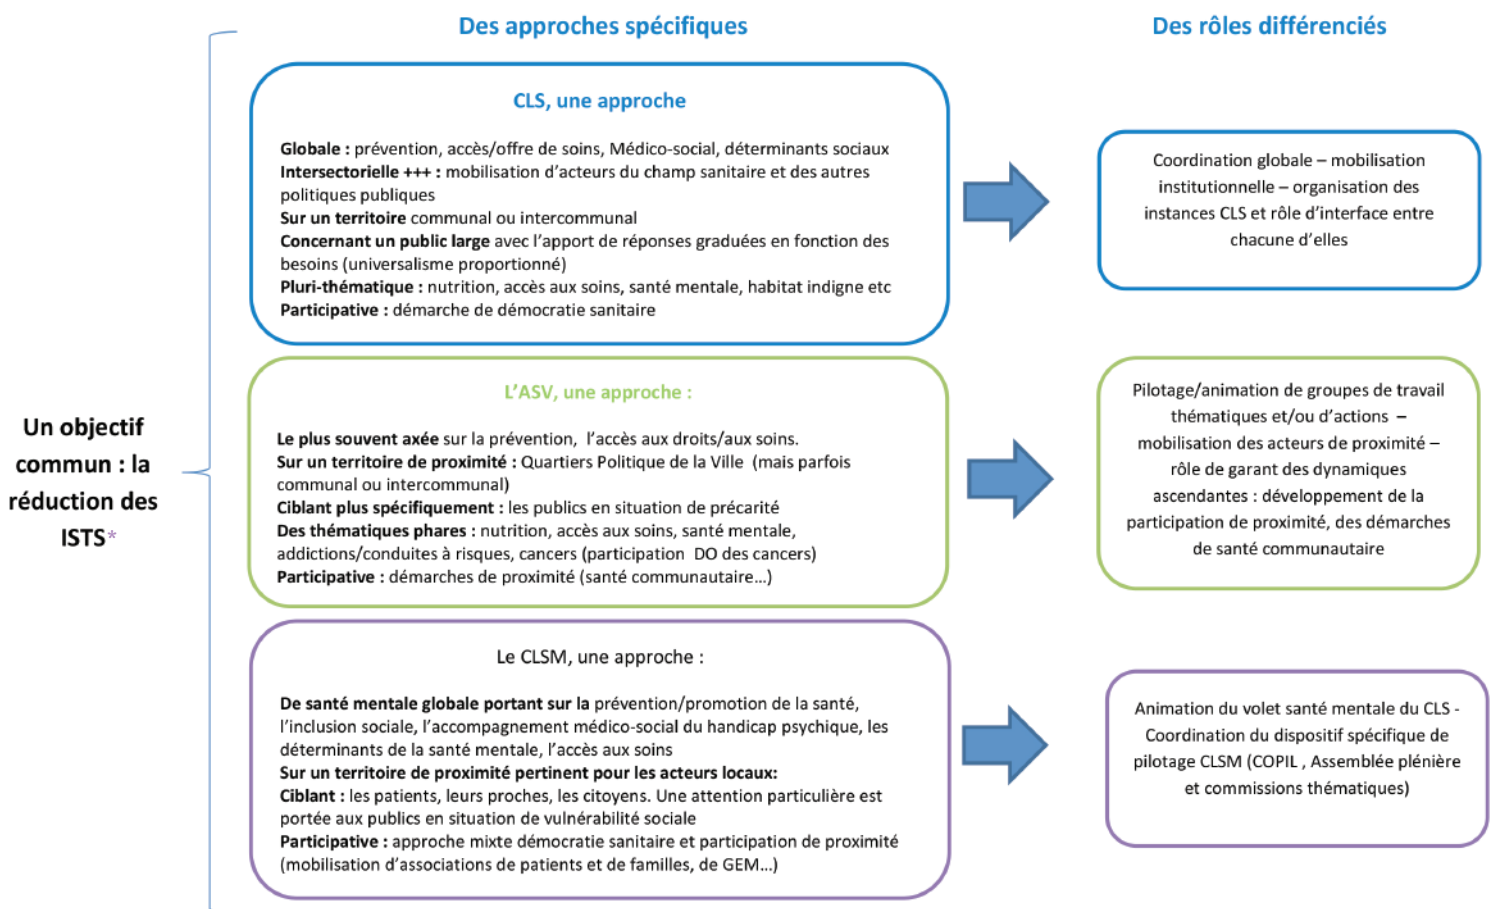 Des approches spécifiques
Des rôles différenciés
Un objectif
commun : la
réduction des
ISTS*
CLS, une approche
Globale : prévention, accès/offre de soins, Médico-social, déterminants sociaux
Intersectorielle +++ : mobilisation d’acteurs du champ sanitaire et des autres
politiques publiques
Sur un territoire communal ou intercommunal
Concernant un public large avec l’apport de réponses graduées en fonction des
besoins (universalisme proportionné)
Pluri-thématique : nutrition, accès aux soins, santé mentale, habitat indigne etc
Participative : démarche de démocratie sanitaire
Coordination globale – mobilisation
institutionnelle – organisation des
instances CLS et rôle d’interface entre
chacune d’elles
L’ASV, une approche :
Le plus souvent axée sur la prévention, l’accès aux droits/aux soins.
Sur un territoire de proximité : Quartiers Politique de la Ville (mais parfois
communal ou intercommunal)
Ciblant plus spécifiquement : les publics en situation de précarité
Des thématiques phares : nutrition, accès aux soins, santé mentale,
addictions/conduites à risques, cancers (participation DO des cancers)
Participative : démarches de proximité (santé communautaire…)
Pilotage/animation de groupes de travail
thématiques et/ou d’actions –
mobilisation des acteurs de proximité –
rôle de garant des dynamiques
ascendantes : développement de la
participation de proximité, des démarches
de santé communautaire
Le CLSM, une approche :
De santé mentale globale portant sur la prévention/promotion de la santé,
l’inclusion sociale, l’accompagnement médico-social du handicap psychique, les
déterminants de la santé mentale, l’accès aux soins
Sur un territoire de proximité pertinent pour les acteurs locaux:
Ciblant : les patients, leurs proches, les citoyens. Une attention particulière est
portée aux publics en situation de vulnérabilité sociale
Participative : approche mixte démocratie sanitaire et participation de proximité
(mobilisation d’associations de patients et de familles, de GEM…)
Animation du volet santé mentale du CLS -
Coordination du dispositif spécifique de
pilotage CLSM (COPIL , Assemblée plénière
et commissions thématiques)